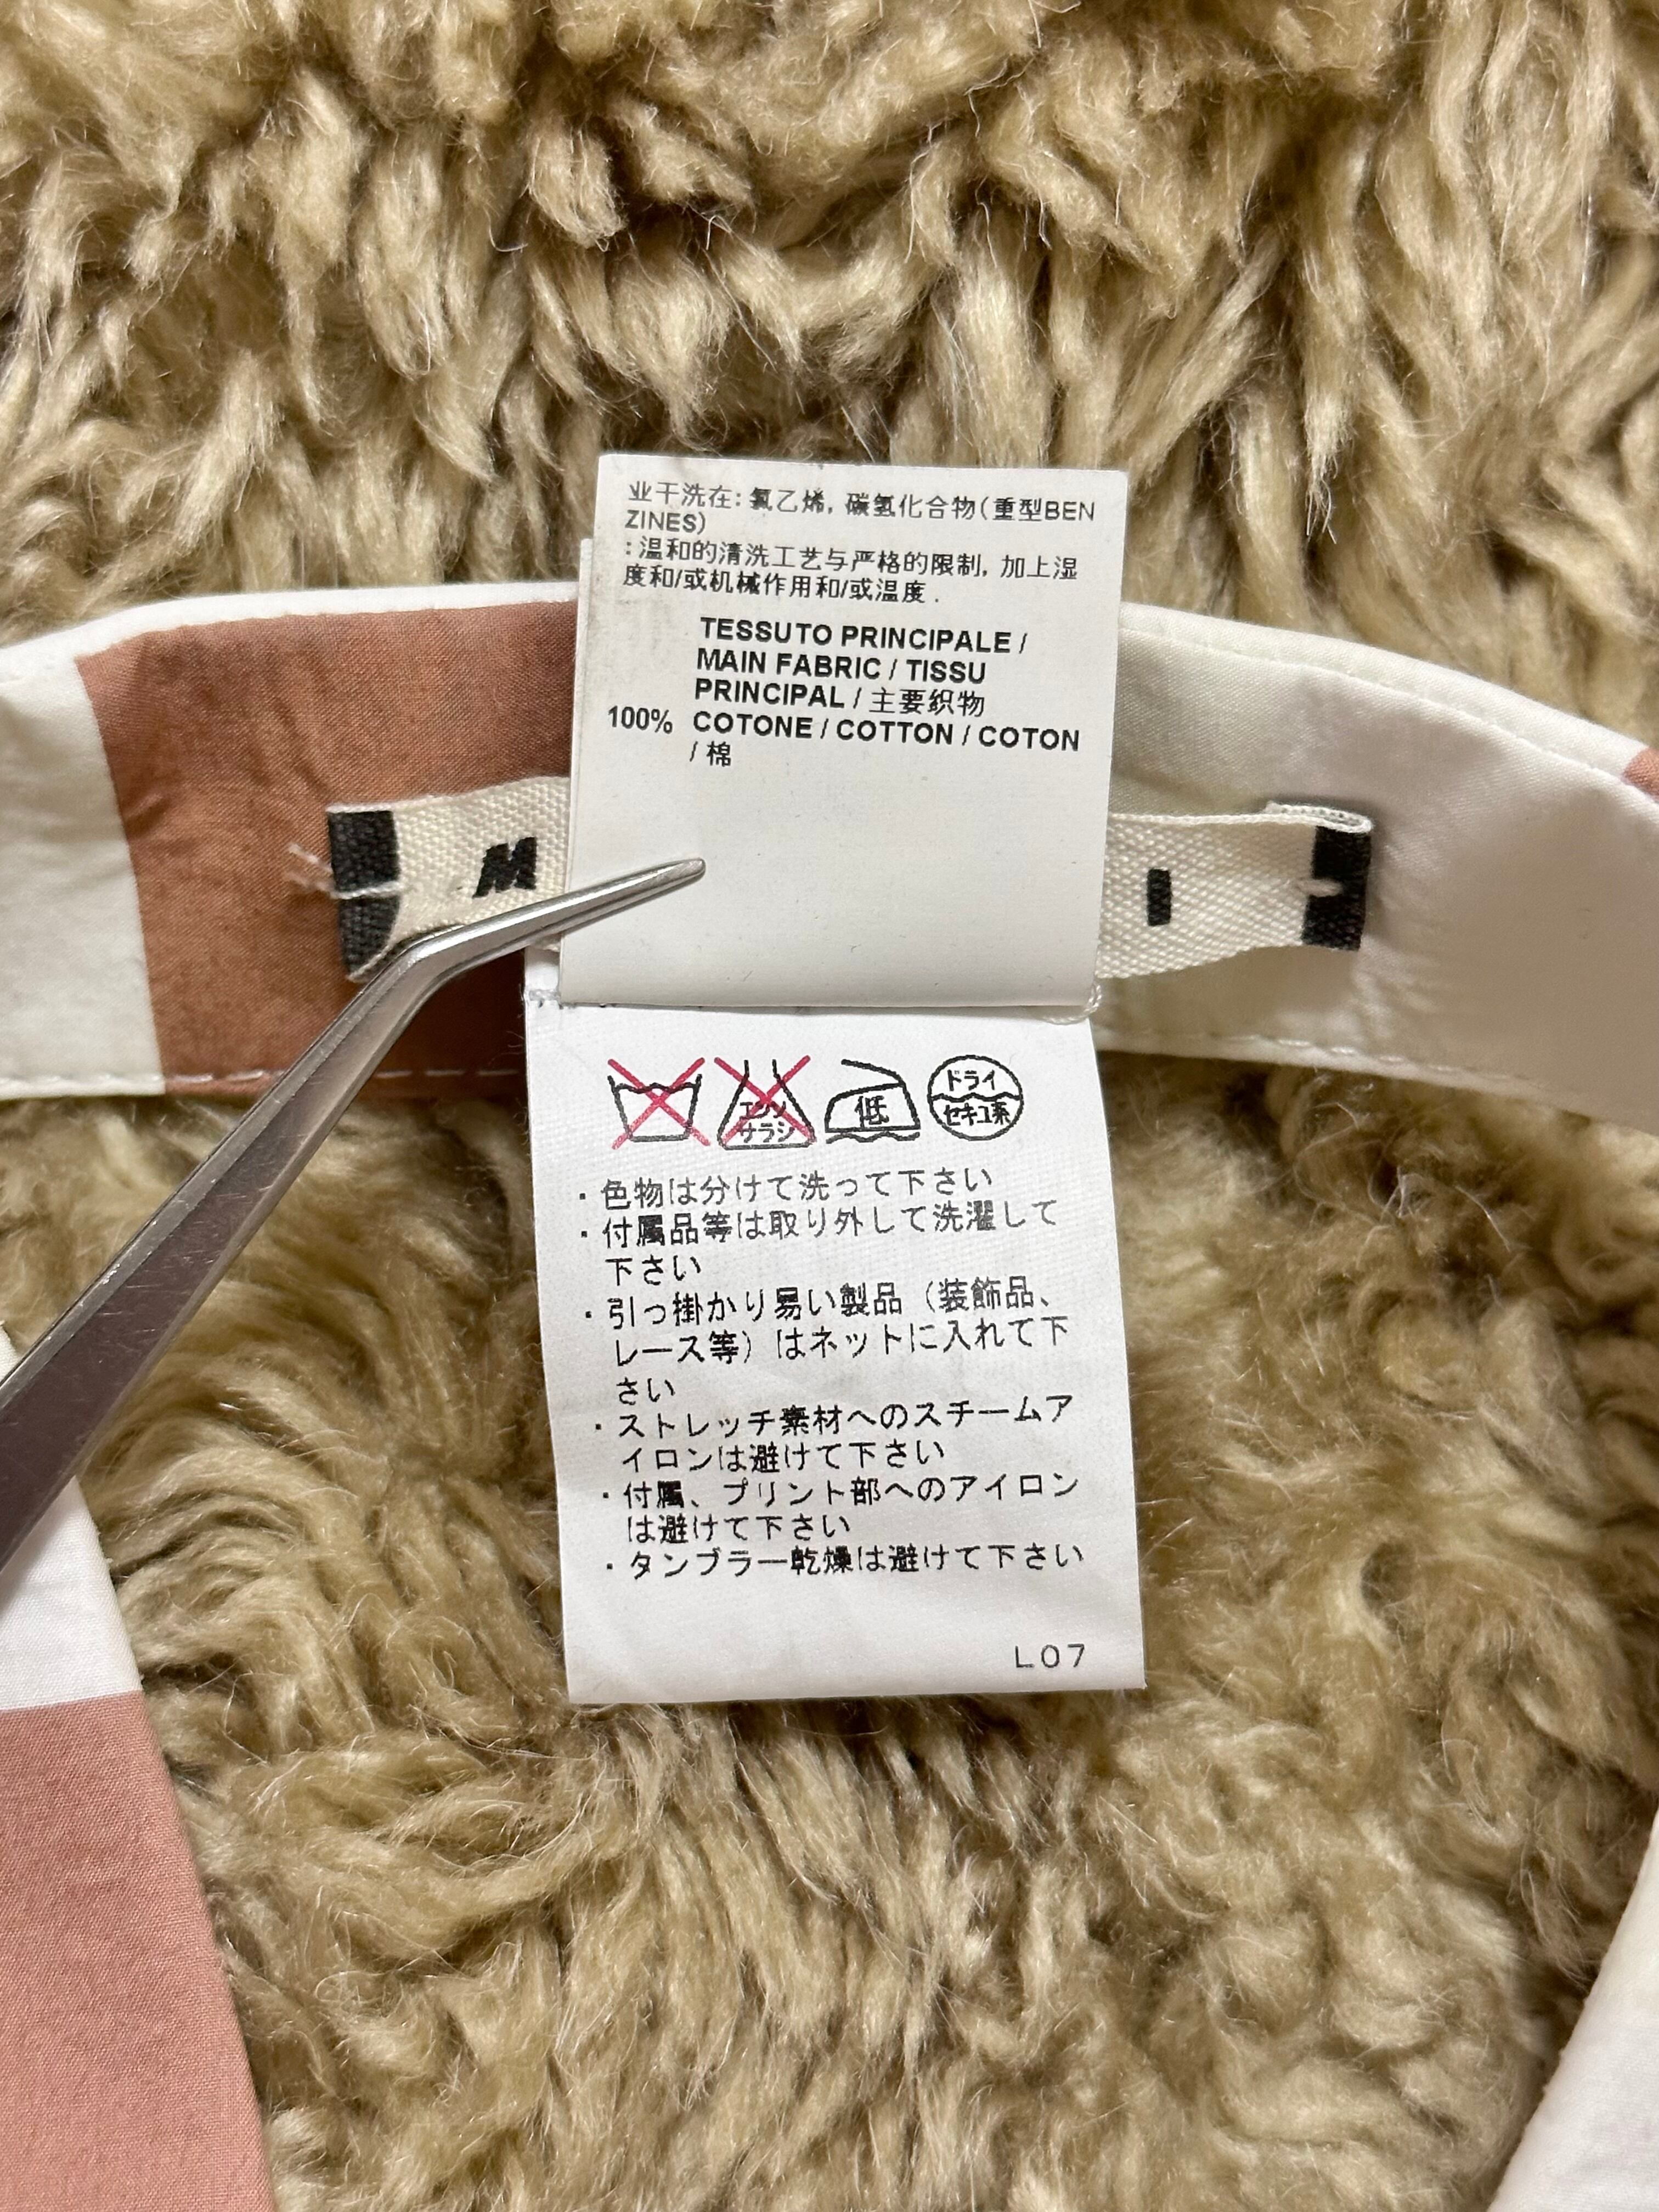 业干洗在: 氯乙烯, 碳氢化合物(重型BEN
ZINES)
:温和的清洗工艺与严格的限制, 加上湿
度和/或机械作用和/或温度 .
TESSUTO PRINCIPALE /
MAIN FABRIC / TISSU
PRINCIPAL / 主要织物
100% COTONE / COTTON / COTON
/ 棉
M I
エンソ サラシ
低
ドライ
セキユ系
・色物は分けて洗って下さい
・付属品等は取り外して洗濯して
下さい
・引っ掛かり易い製品（装飾品、
レース等）はネットに入れて下
さい
・ストレッチ素材へのスチームア
イロンは避けて下さい
・付属、プリント部へのアイロン
は避けて下さい
・タンブラー乾燥は避けて下さい
L07